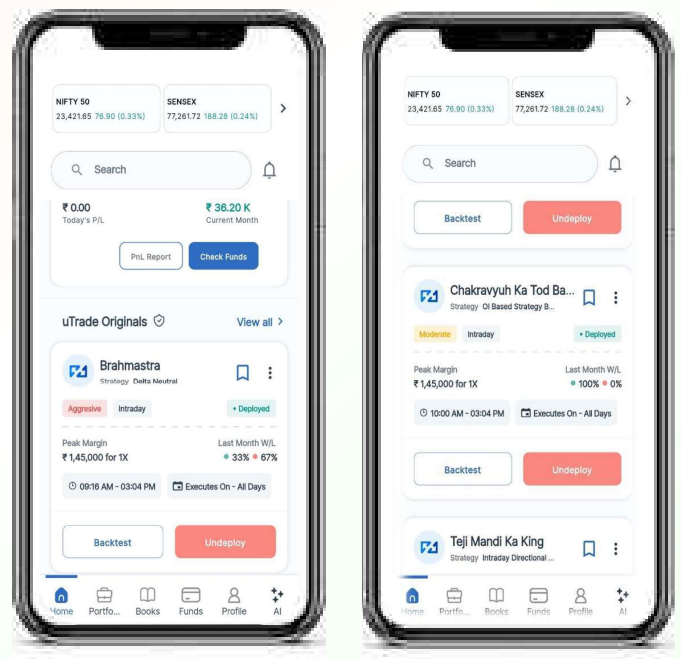 NIFTY 50
23,421.65 76.90 (0.33%)
SENSEX
77,261.72 188.28 (0.24%)
Search
₹ 0.00
Today's P/L
₹ 36.20 K
Current Month
PnL Report
Check Funds
uTrade Originals
View all >
Brahmastra
Strategy Delta Neutral
Aggresive
Intraday
• Deployed
Peak Margin
₹ 1,45,000 for 1X
Last Month W/L
• 33% • 67%
09:16 AM - 03:04 PM
Executes On - All Days
Backtest
Undeploy
Home
Portfo...
Books
Funds
Profile
AI
NIFTY 50
23,421.65 76.90 (0.33%)
SENSEX
77,261.72 188.28 (0.24%)
Search
Backtest
Undeploy
Chakravyuh Ka Tod Ba...
Strategy OI Based Strategy B...
Moderate
Intraday
• Deployed
Peak Margin
₹ 1,45,000 for 1X
Last Month W/L
• 100% • 0%
10:00 AM - 03:04 PM
Executes On - All Days
Backtest
Undeploy
Teji Mandi Ka King
Strategy Intraday Directional ...
Home
Portfo...
Books
Funds
Profile
AI